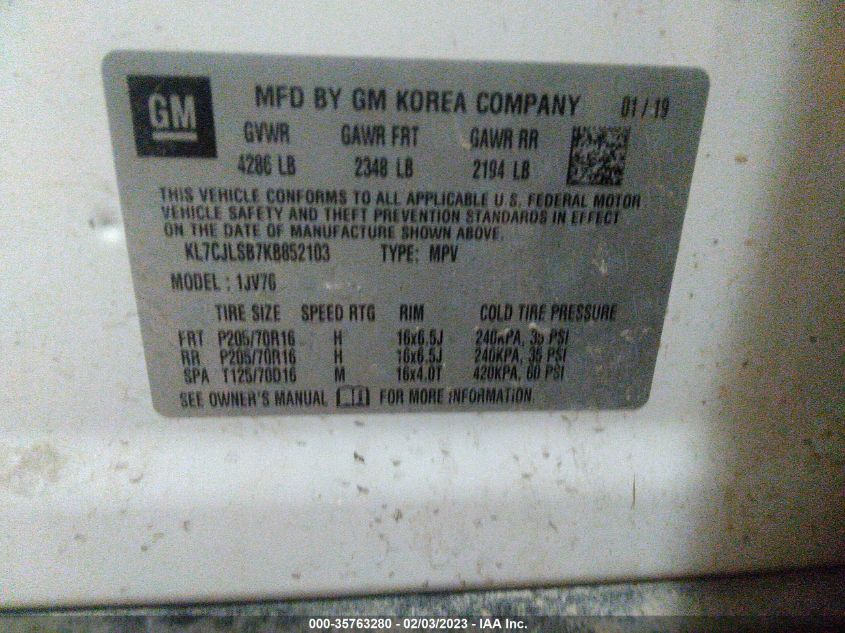 GM
MFD BY GM KOREA COMPANY 01/19
GVWR GAWR FRT GAWR RR
4286 LB 2348 LB 2194 LB
THIS VEHICLE CONFORMS TO ALL APPLICABLE U.S. FEDERAL MOTOR
VEHICLE SAFETY AND THEFT PREVENTION STANDARDS IN EFFECT
ON THE DATE OF MANUFACTURE SHOWN ABOVE.
KL7CJLSB7KB852103 TYPE: MPV
MODEL : 1JV76
TIRE SIZE SPEED RTG RIM COLD TIRE PRESSURE
FRT P205/70R16 H 16x6.5J 240KPA, 35 PSI
RR P205/70R16 H 16x6.5J 240KPA, 35 PSI
SPA T125/70D16 M 16x4.0T 420KPA, 60 PSI
SEE OWNER'S MANUAL FOR MORE INFORMATION
000-35763280 - 02/03/2023 - IAA Inc.